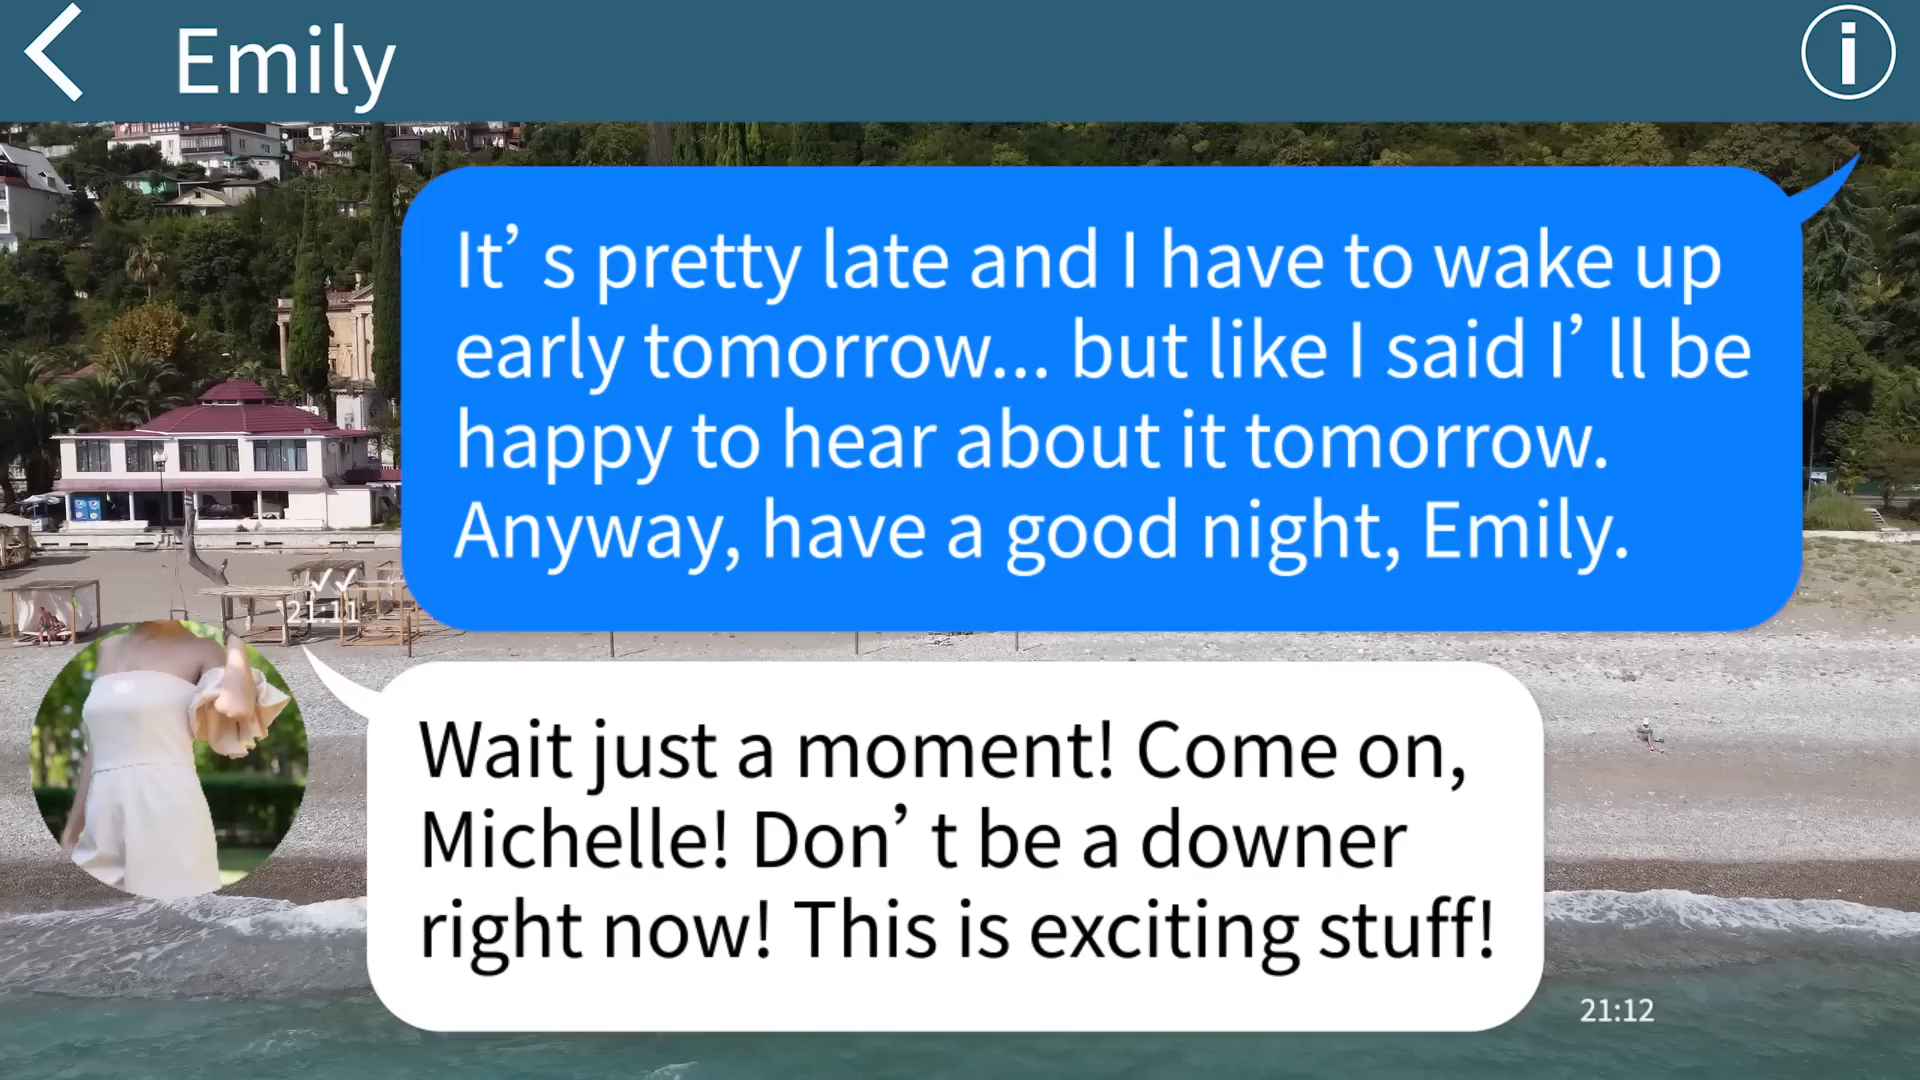 Emily
It’s pretty late and I have to wake up
early tomorrow... but like I said I’ll be
happy to hear about it tomorrow.
Anyway, have a good night, Emily.
21:11
Wait just a moment! Come on,
Michelle! Don’t be a downer
right now! This is exciting stuff!
21:12